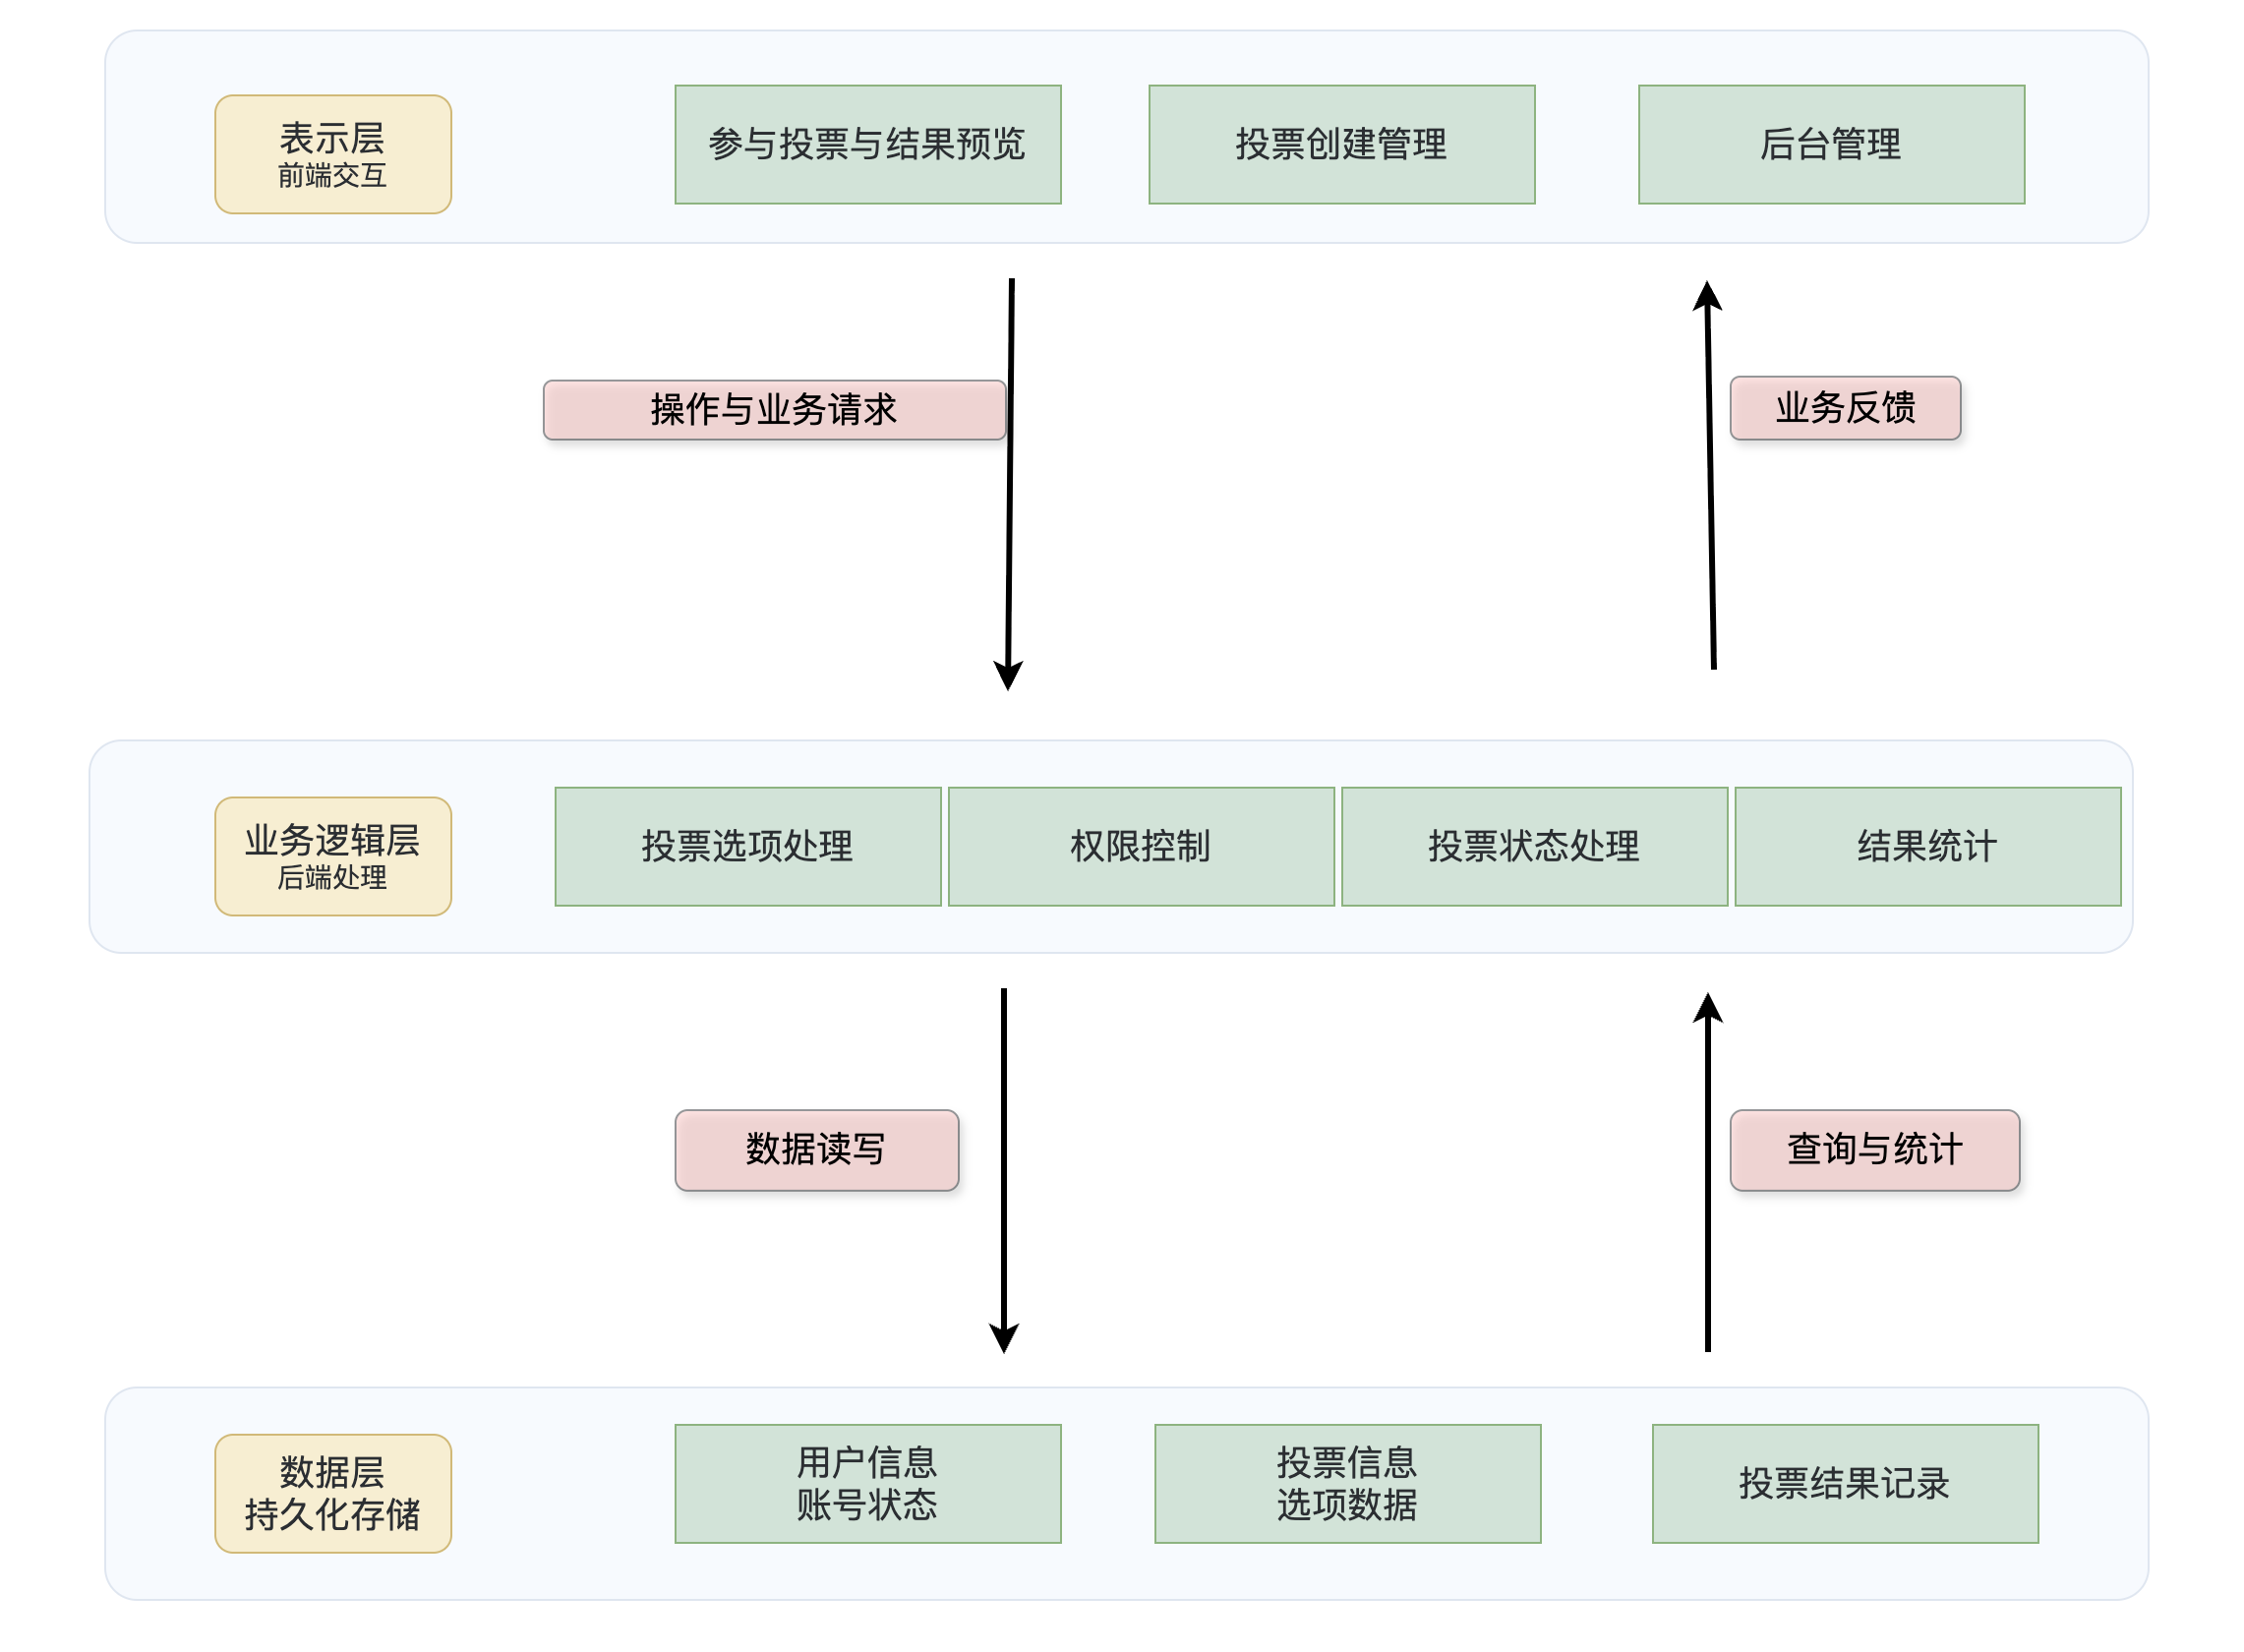 表示层
前端交互
参与投票与结果预览
投票创建管理
后台管理
操作与业务请求
业务反馈
业务逻辑层
后端处理
投票选项处理
权限控制
投票状态处理
结果统计
数据读写
查询与统计
数据层
持久化存储
用户信息
账号状态
投票信息
选项数据
投票结果记录